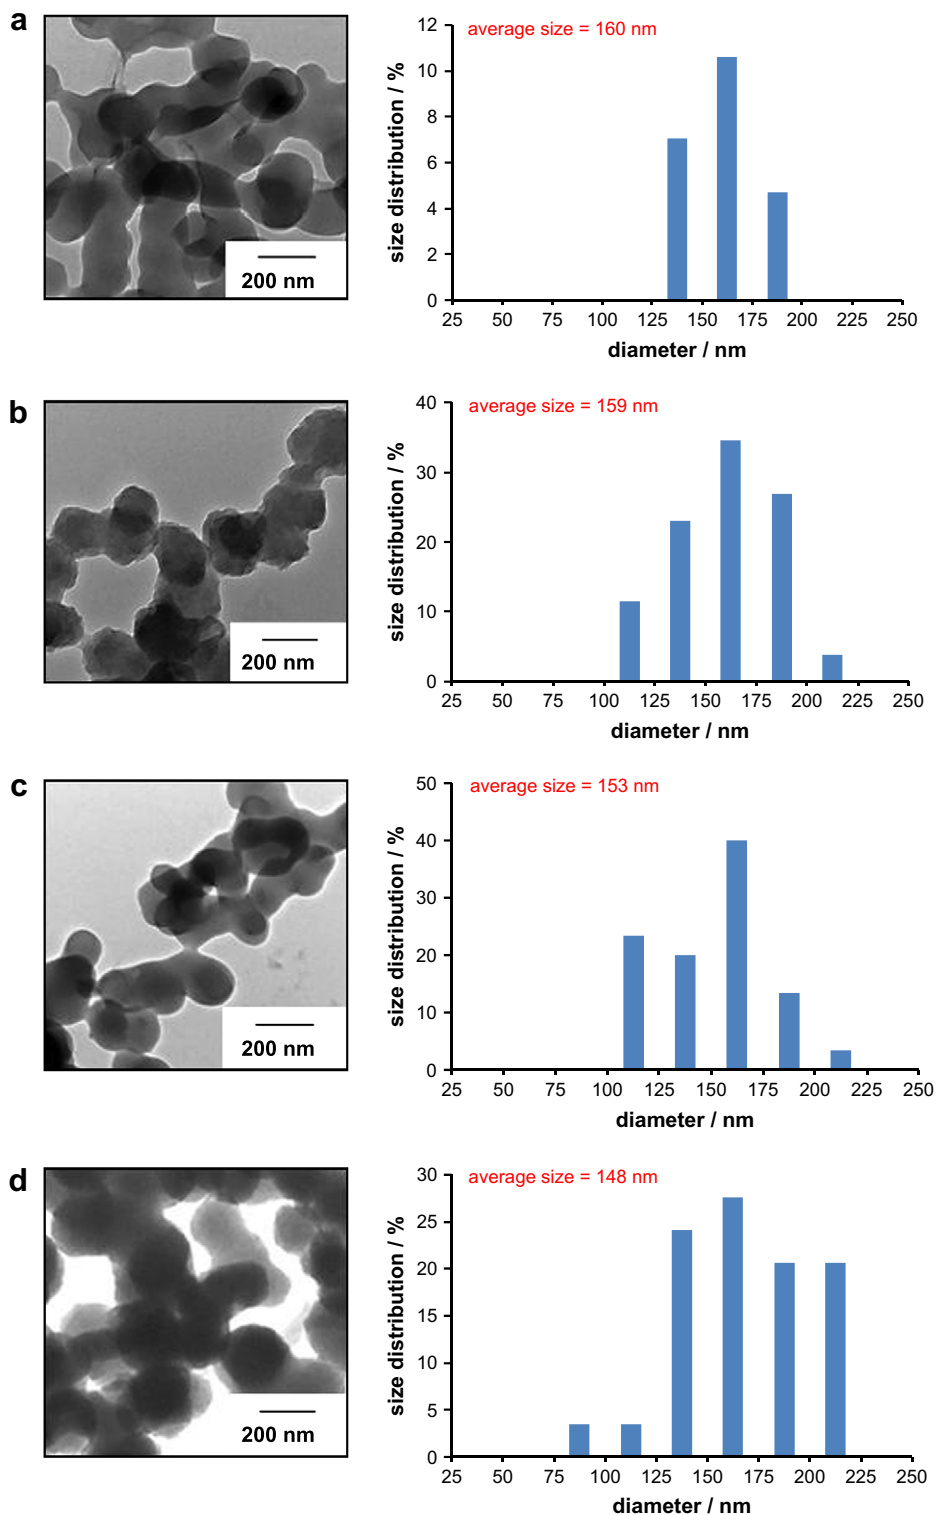 a
200 nm
average size = 160 nm
size distribution / %
12
10
8
6
4
2
0
25 50 75 100 125 150 175 200 225 250
diameter / nm
b
200 nm
average size = 159 nm
size distribution / %
40
30
20
10
0
25 50 75 100 125 150 175 200 225 250
diameter / nm
c
200 nm
average size = 153 nm
size distribution / %
50
40
30
20
10
0
25 50 75 100 125 150 175 200 225 250
diameter / nm
d
200 nm
average size = 148 nm
size distribution / %
30
25
20
15
10
5
0
25 50 75 100 125 150 175 200 225 250
diameter / nm